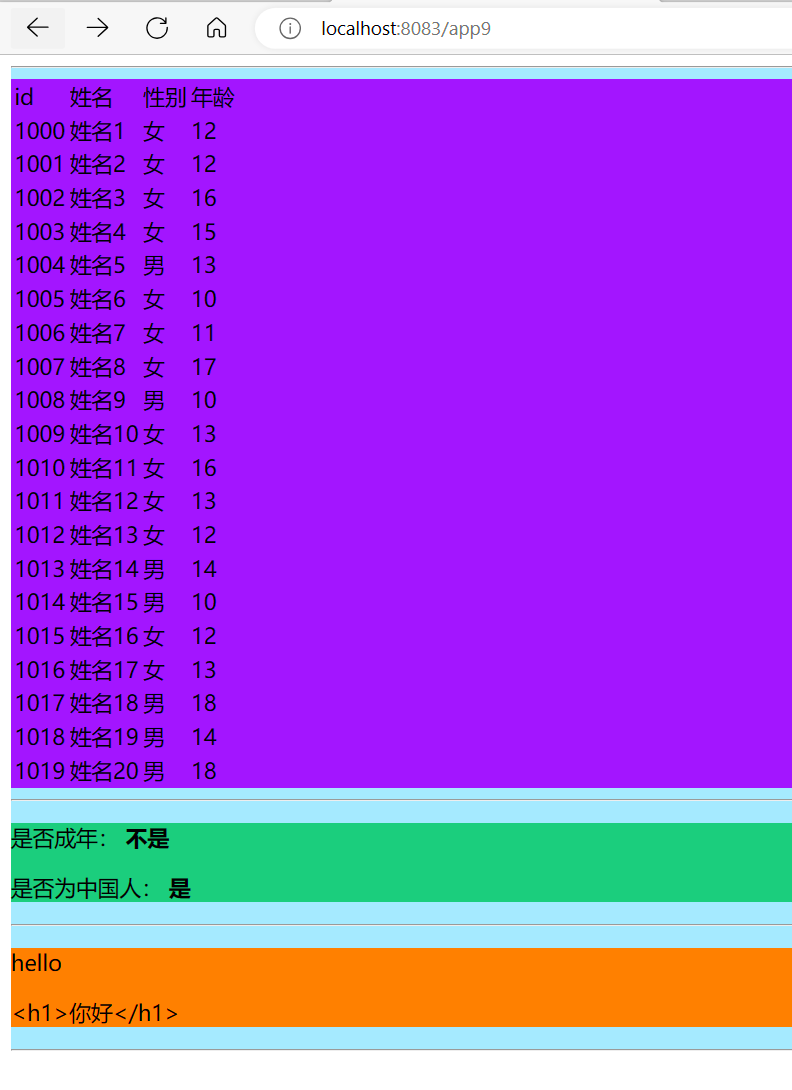 localhost:8083/app9
id 姓名 性别 年龄
1000 姓名1 女 12
1001 姓名2 女 12
1002 姓名3 女 16
1003 姓名4 女 15
1004 姓名5 男 13
1005 姓名6 女 10
1006 姓名7 女 11
1007 姓名8 女 17
1008 姓名9 男 10
1009 姓名10 女 13
1010 姓名11 女 16
1011 姓名12 女 13
1012 姓名13 女 12
1013 姓名14 男 14
1014 姓名15 男 10
1015 姓名16 女 12
1016 姓名17 女 13
1017 姓名18 男 18
1018 姓名19 男 14
1019 姓名20 男 18
是否成年： 不是
是否为中国人： 是
hello
<h1>你好</h1>